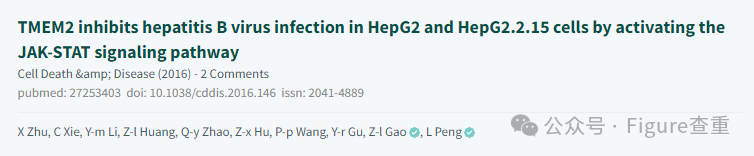 TMEM2 inhibits hepatitis B virus infection in HepG2 and HepG2.2.15 cells by activating the
JAK-STAT signaling pathway
Cell Death &amp; Disease (2016) - 2 Comments
pubmed: 27253403 doi: 10.1038/cddis.2016.146 issn: 2041-4889
X Zhu, C Xie, Y-m Li, Z-l Huang, Q-y Zhao, Z-x Hu, P-p Wang, Y-r Gu, Z-l Gao, L Peng
公众号 · Figure查重